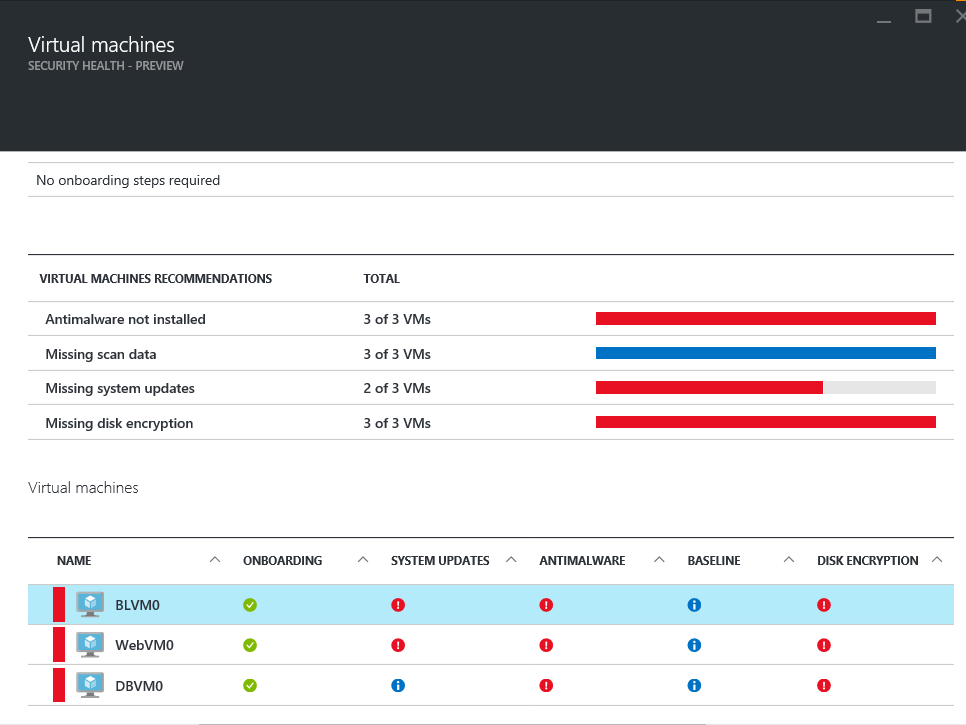 Virtual machines
SECURITY HEALTH - PREVIEW
No onboarding steps required
VIRTUAL MACHINES RECOMMENDATIONS TOTAL
Antimalware not installed 3 of 3 VMs
Missing scan data 3 of 3 VMs
Missing system updates 2 of 3 VMs
Missing disk encryption 3 of 3 VMs
Virtual machines
NAME ONBOARDING SYSTEM UPDATES ANTIMALWARE BASELINE DISK ENCRYPTION
BLVM0
WebVM0
DBVM0